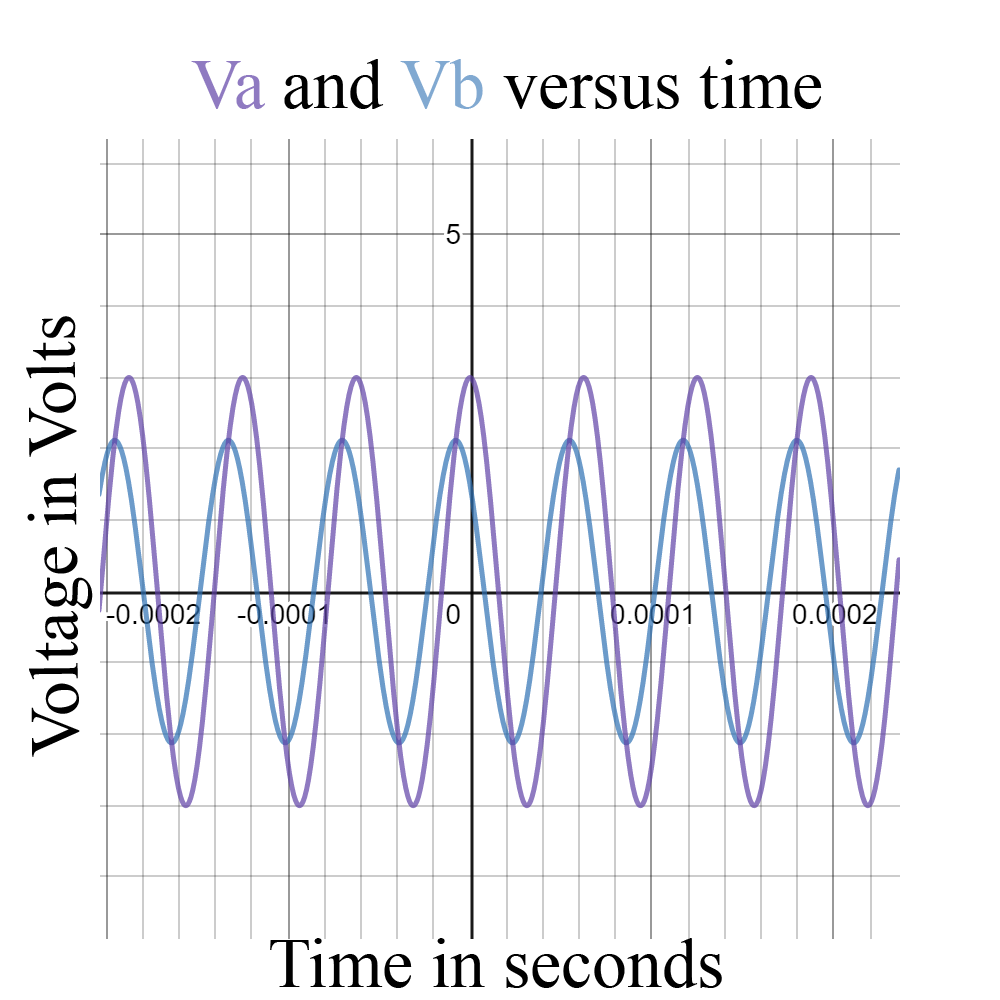 Va and Vb versus time
Voltage in Volts
5
0
-0.0002 -0.0001 0 0.0001 0.0002
Time in seconds